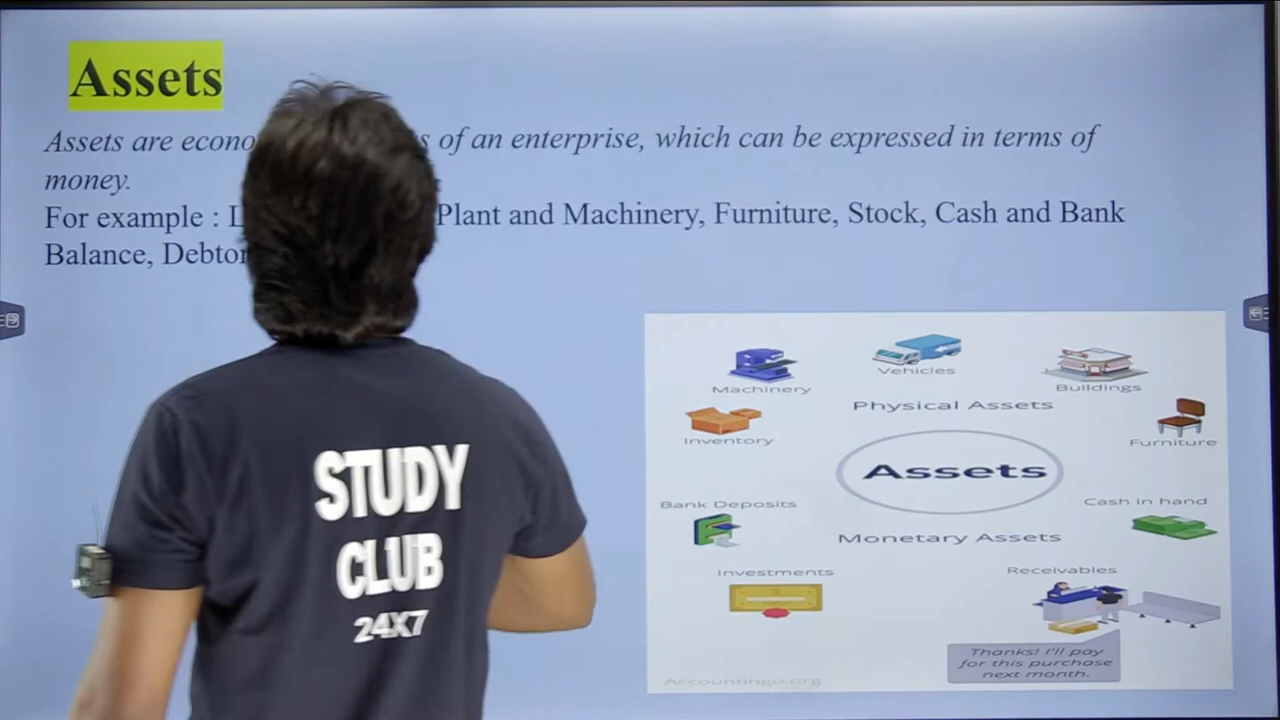 Assets
Assets are of an enterprise, which can be expressed in terms of
money.
For example : Plant and Machinery, Furniture, Stock, Cash and Bank
Balance,
Machinery
Vehicles
Buildings
Physical Assets
Inventory
Furniture
Assets
Bank Deposits
Cash in hand
Monetary Assets
Investments
Receivables
Thanks! I'll pay
for this purchase
next month.
Accountingo.org
STUDY
CLUB
24X7